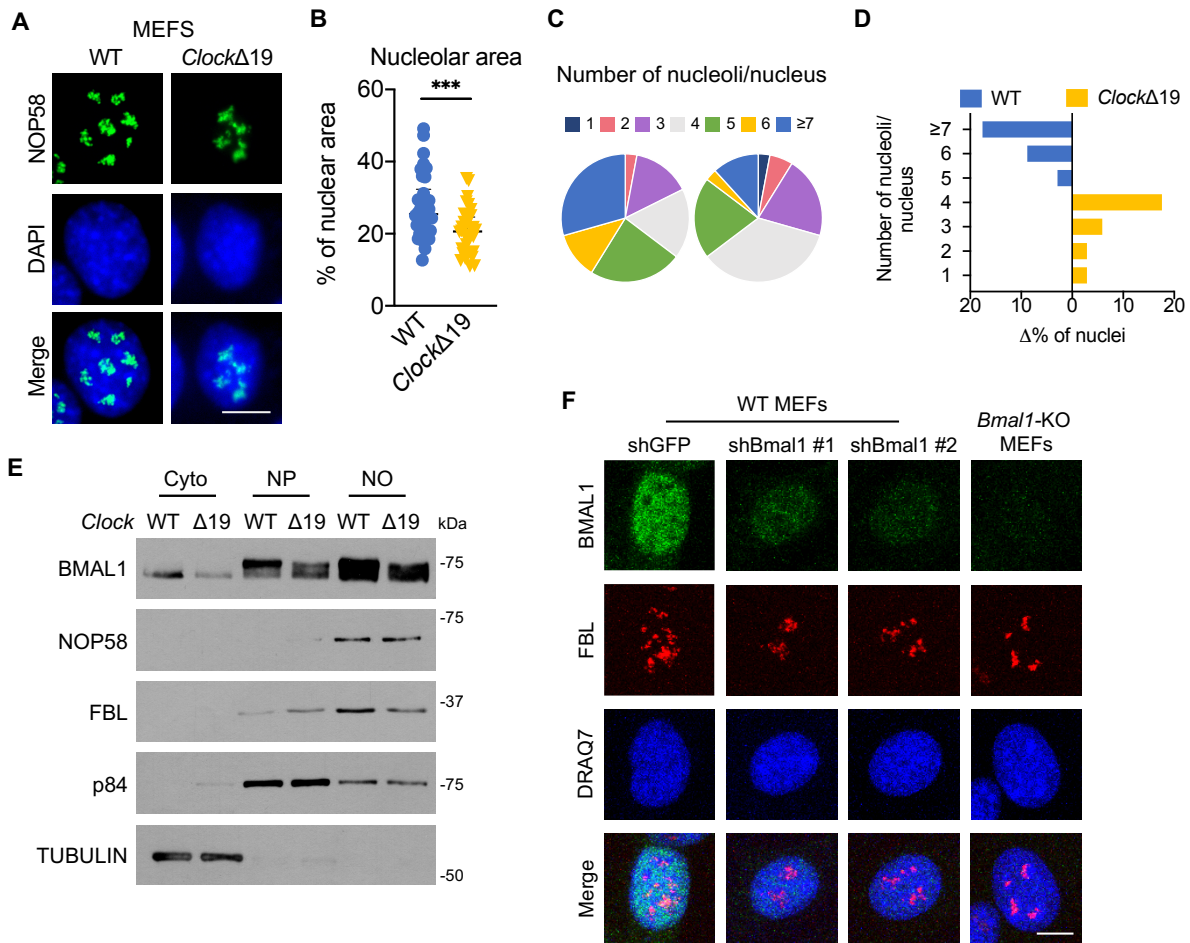 A
MEFS
WT ClockΔ19
NOP58
DAPI
Merge
B
Nucleolar area
***
% of nuclear area
60
40
20
0
WT
ClockΔ19
C
Number of nucleoli/nucleus
1 2 3 4 5 6 ≥7
D
WT ClockΔ19
Number of nucleoli/
nucleus
≥7
6
5
4
3
2
1
20 10 0 10 20
Δ% of nuclei
E
Cyto NP NO
Clock WT Δ19 WT Δ19 WT Δ19 kDa
BMAL1 -75
-75
NOP58
FBL -37
p84 -75
TUBULIN
-50
F
WT MEFs
Bmal1-KO
MEFs
shGFP shBmal1 #1 shBmal1 #2
BMAL1
FBL
DRAQ7
Merge